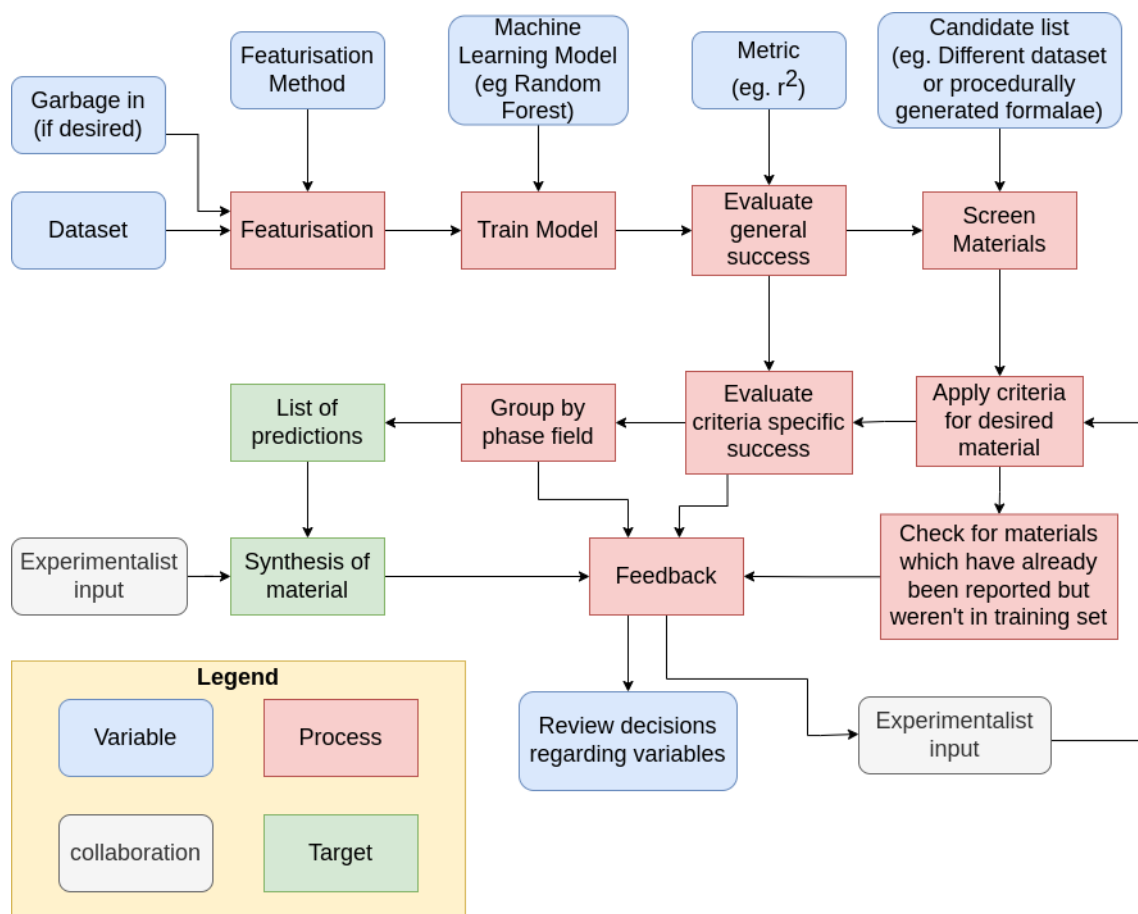 Garbage in
(if desired)
Featurisation
Method
Machine
Learning Model
(eg Random
Forest)
Metric
(eg. r²)
Candidate list
(eg. Different dataset
or procedurally
generated formalae)
Dataset
Featurisation
Train Model
Evaluate
general
success
Screen
Materials
List of
predictions
Group by
phase field
Evaluate
criteria specific
success
Apply criteria
for desired
material
Experimentalist
input
Synthesis of
material
Feedback
Check for materials
which have already
been reported but
weren't in training set
Review decisions
regarding variables
Experimentalist
input
Legend
Variable
Process
collaboration
Target